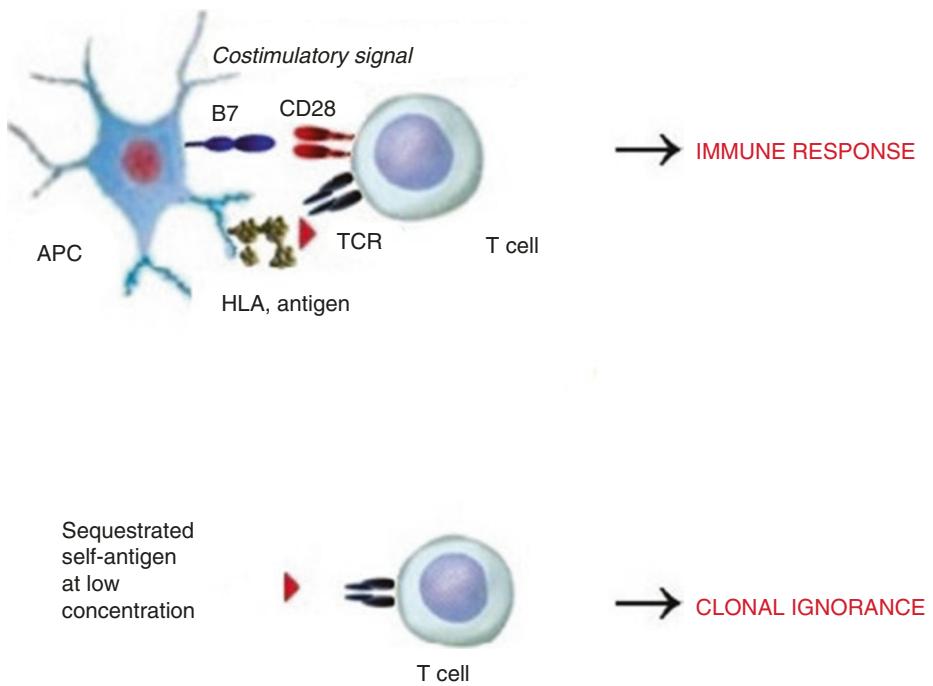 Costimulatory signal
B7
CD28
IMMUNE RESPONSE
APC
TCR
T cell
HLA, antigen
Sequestrated
self-antigen
at low
concentration
CLONAL IGNORANCE
T cell